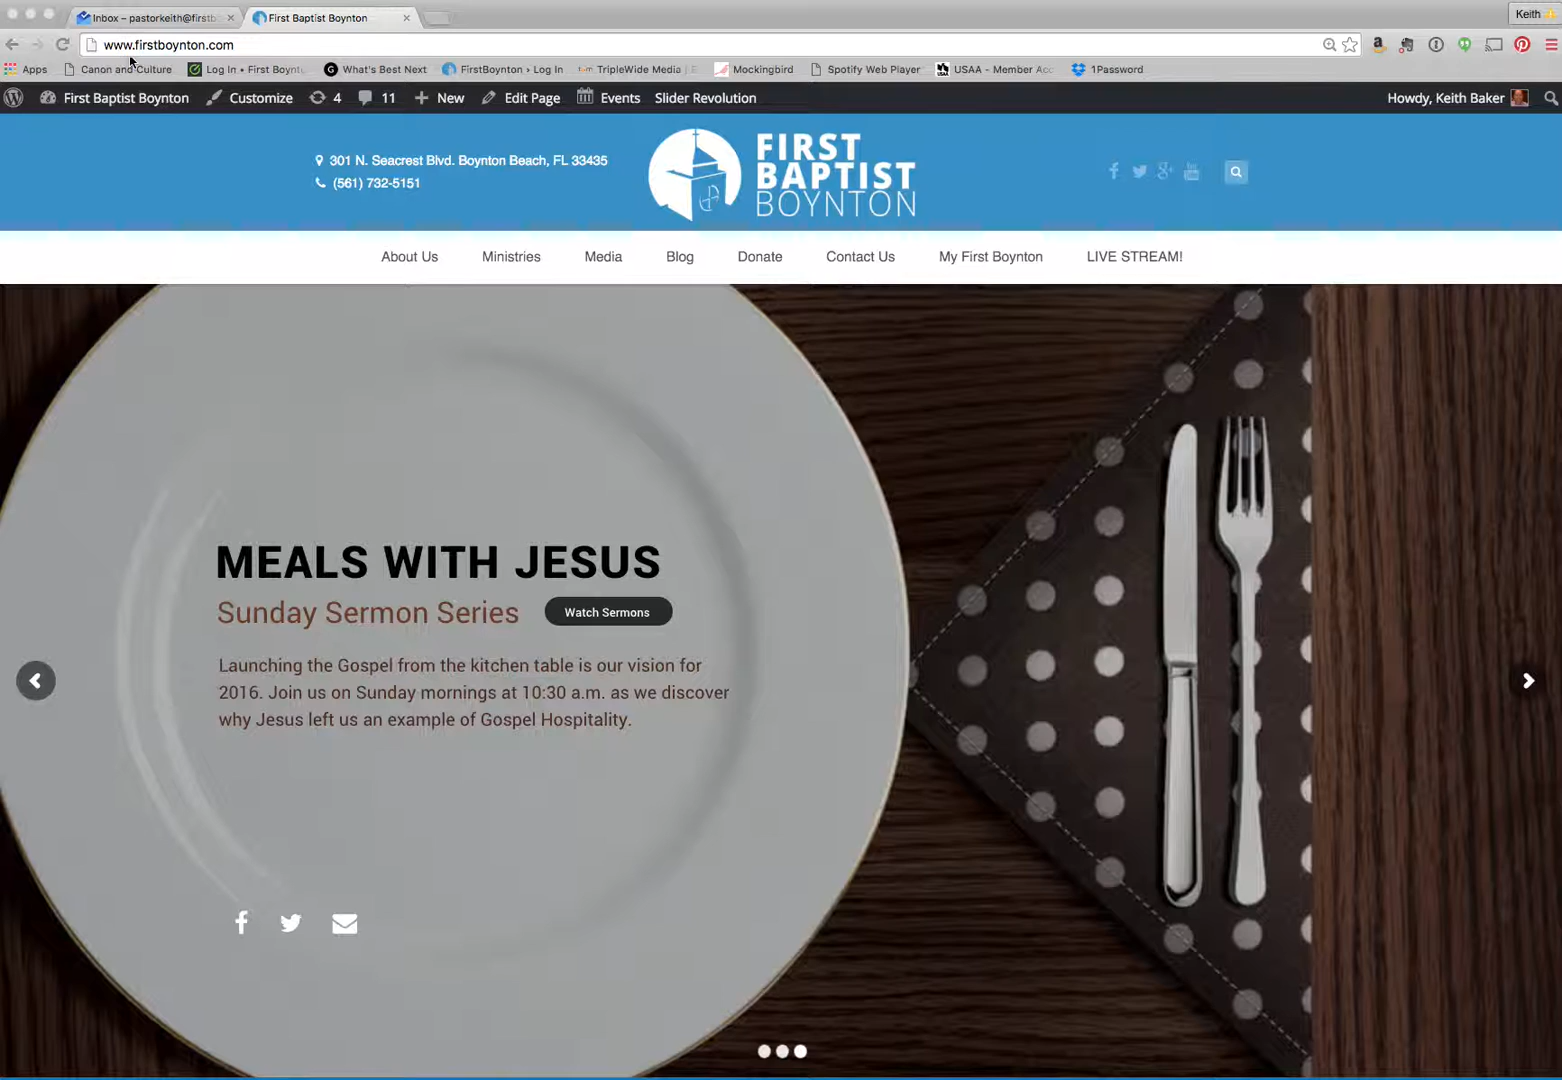 Inbox – pastorkeith@firstb
First Baptist Boynton
Keith
www.firstboynton.com
Apps
Canon and Culture
Log In • First Boynt
What's Best Next
FirstBoynton › Log In
TripleWide Media | E
Mockingbird
Spotify Web Player
USAA - Member Acc
1Password
First Baptist Boynton
Customize
4
11
New
Edit Page
Events
Slider Revolution
Howdy, Keith Baker
301 N. Seacrest Blvd. Boynton Beach, FL 33435
(561) 732-5151
FIRST
BAPTIST
BOYNTON
About Us
Ministries
Media
Blog
Donate
Contact Us
My First Boynton
LIVE STREAM!
MEALS WITH JESUS
Sunday Sermon Series
Watch Sermons
Launching the Gospel from the kitchen table is our vision for
2016. Join us on Sunday mornings at 10:30 a.m. as we discover
why Jesus left us an example of Gospel Hospitality.